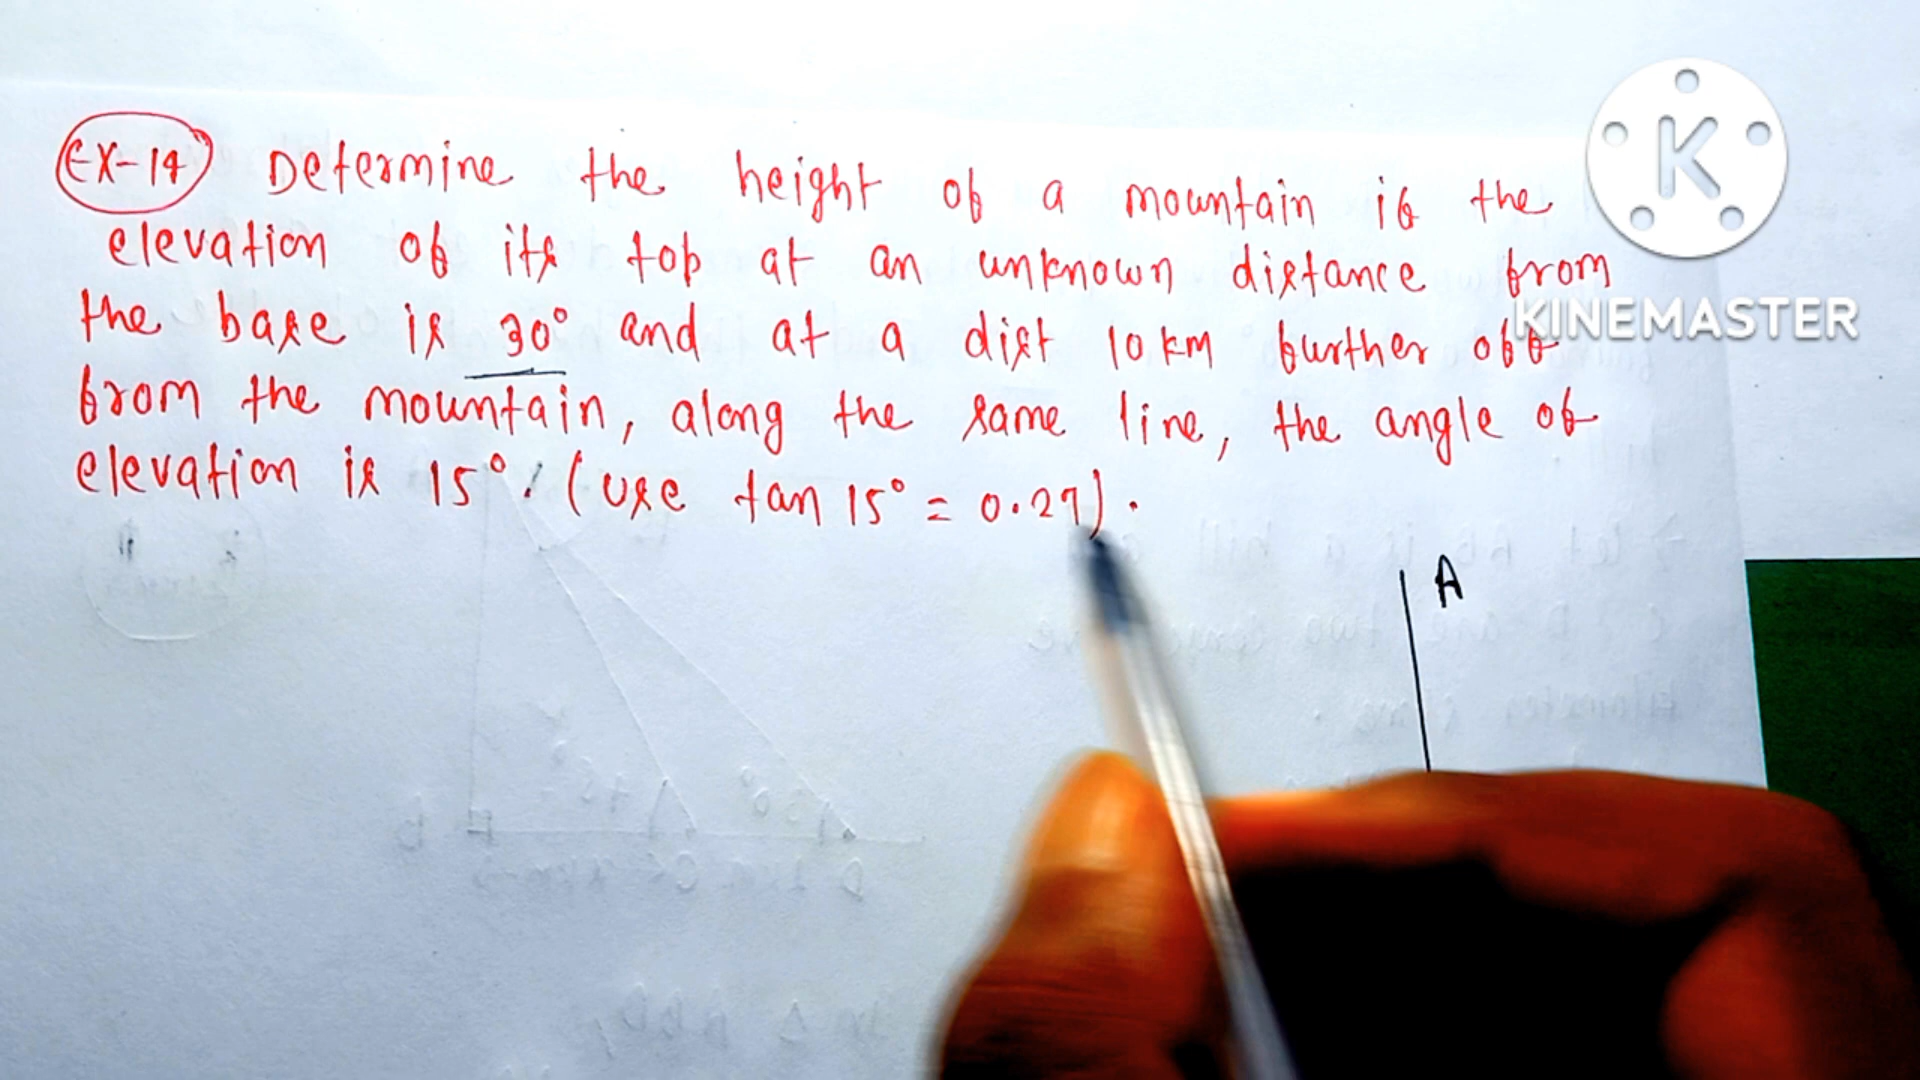 Ex-14 Determine the height of a mountain if the
elevation of its top at an unknown distance from
the base is 30° and at a dist 10 km further off
from the mountain, along the same line, the angle of
elevation is 15°. (use tan 15° = 0.27).
A
K
KINEMASTER